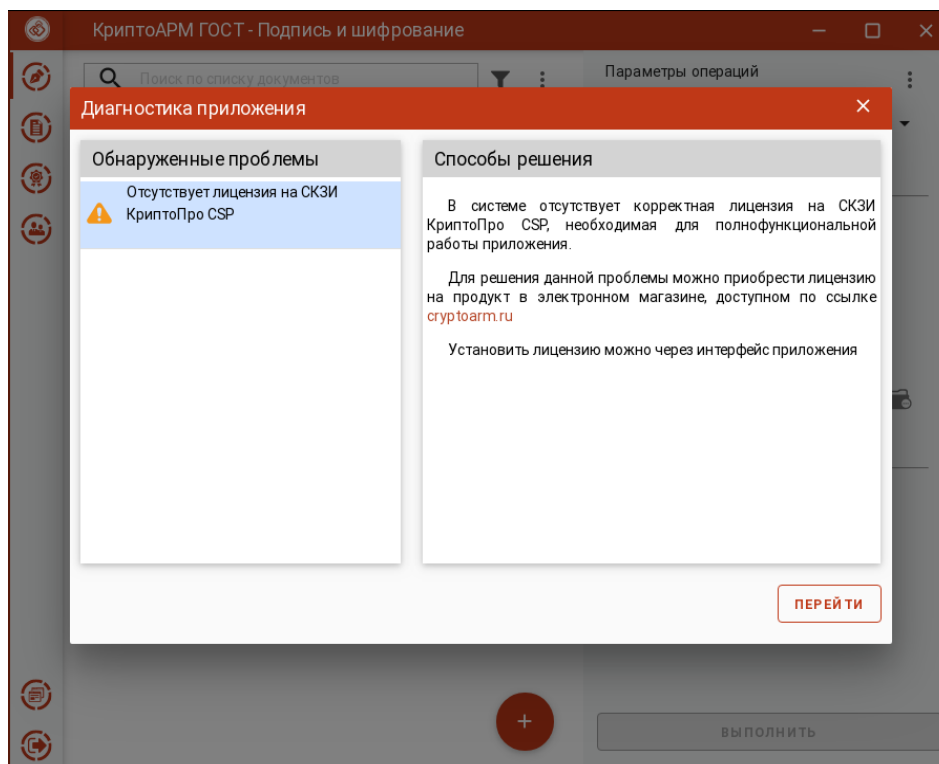 КриптоАРМ ГОСТ - Подпись и шифрование
Поиск по списку документов
Параметры операций
Диагностика приложения
Обнаруженные проблемы
Отсутствует лицензия на СКЗИ
КриптоПро CSP
Способы решения
В системе отсутствует корректная лицензия на СКЗИ
КриптоПро CSP, необходимая для полнофункциональной
работы приложения.
Для решения данной проблемы можно приобрести лицензию
на продукт в электронном магазине, доступном по ссылке
cryptoarm.ru
Установить лицензию можно через интерфейс приложения
ПЕРЕЙТИ
ВЫПОЛНИТЬ